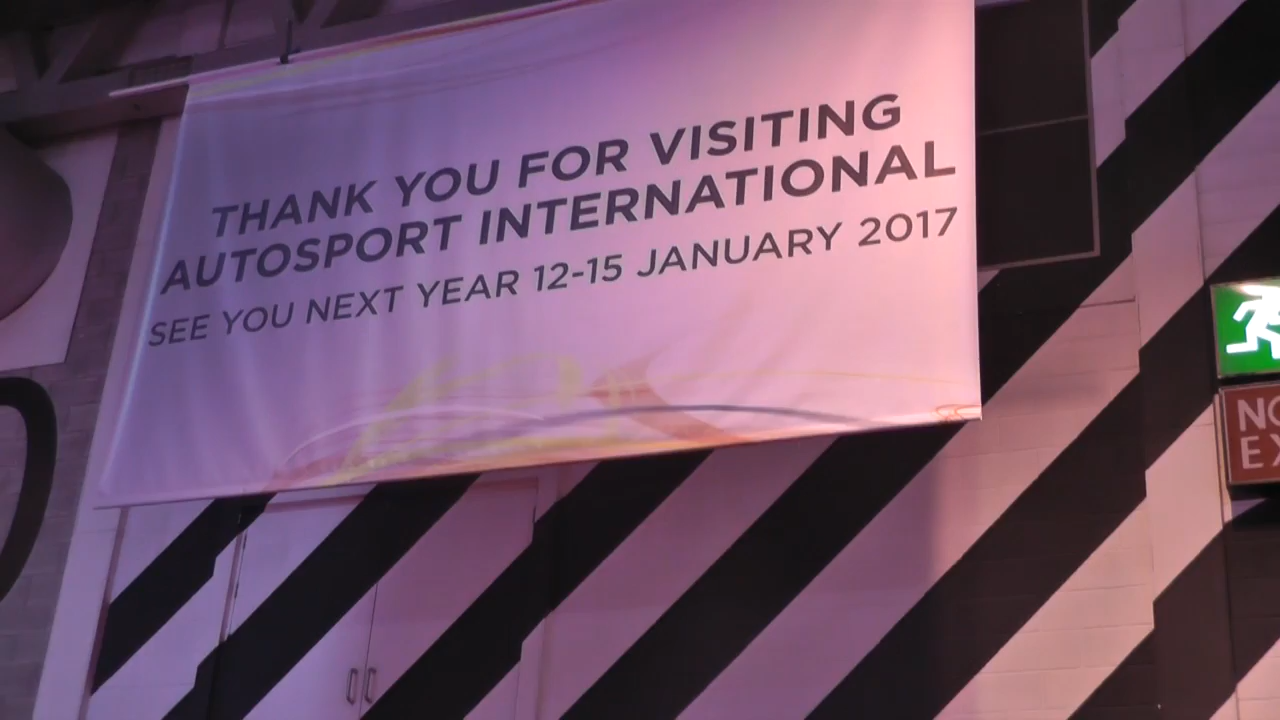 THANK YOU FOR VISITING
AUTOSPORT INTERNATIONAL
SEE YOU NEXT YEAR 12-15 JANUARY 2017